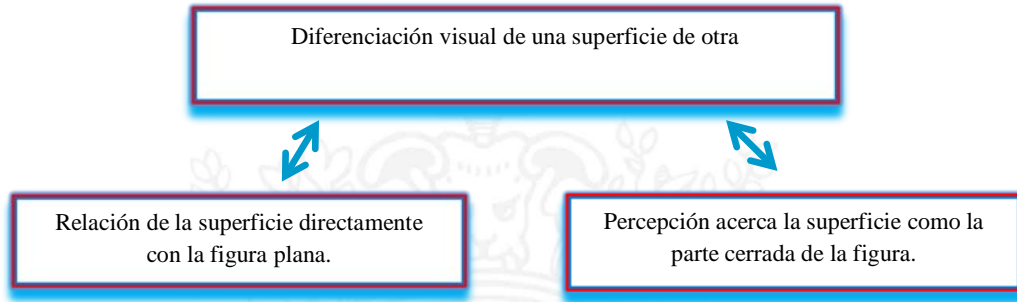 Diferenciación visual de una superficie de otra
Relación de la superficie directamente
con la figura plana.
Percepción acerca la superficie como la
parte cerrada de la figura.